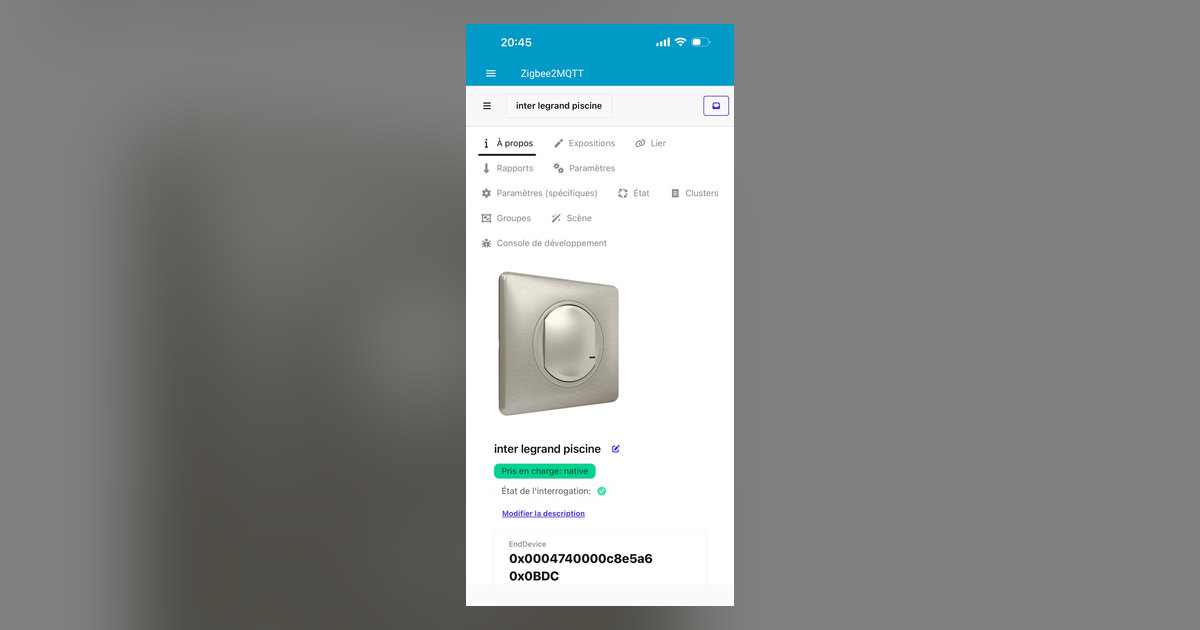 20:45
Zigbee2MQTT
inter legrand piscine
À propos Expositions Lier
Rapports Paramètres
Paramètres (spécifiques) État Clusters
Groupes Scène
Console de développement
inter legrand piscine
Pris en charge: native
État de l'interrogation:
Modifier la description
EndDevice
0x0004740000c8e5a6
0x0BDC